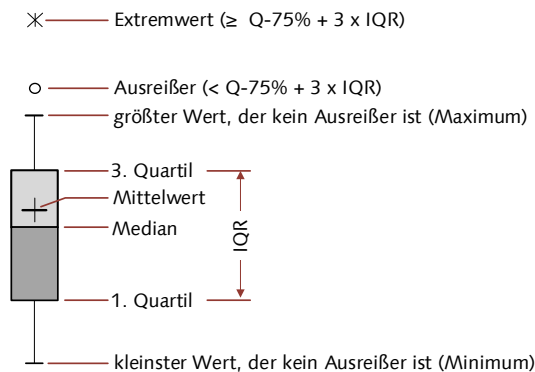 Extremwert (≥ Q-75% + 3 x IQR)
Ausreißer (< Q-75% + 3 x IQR)
größter Wert, der kein Ausreißer ist (Maximum)
3. Quartil
Mittelwert
Median
IQR
1. Quartil
kleinster Wert, der kein Ausreißer ist (Minimum)